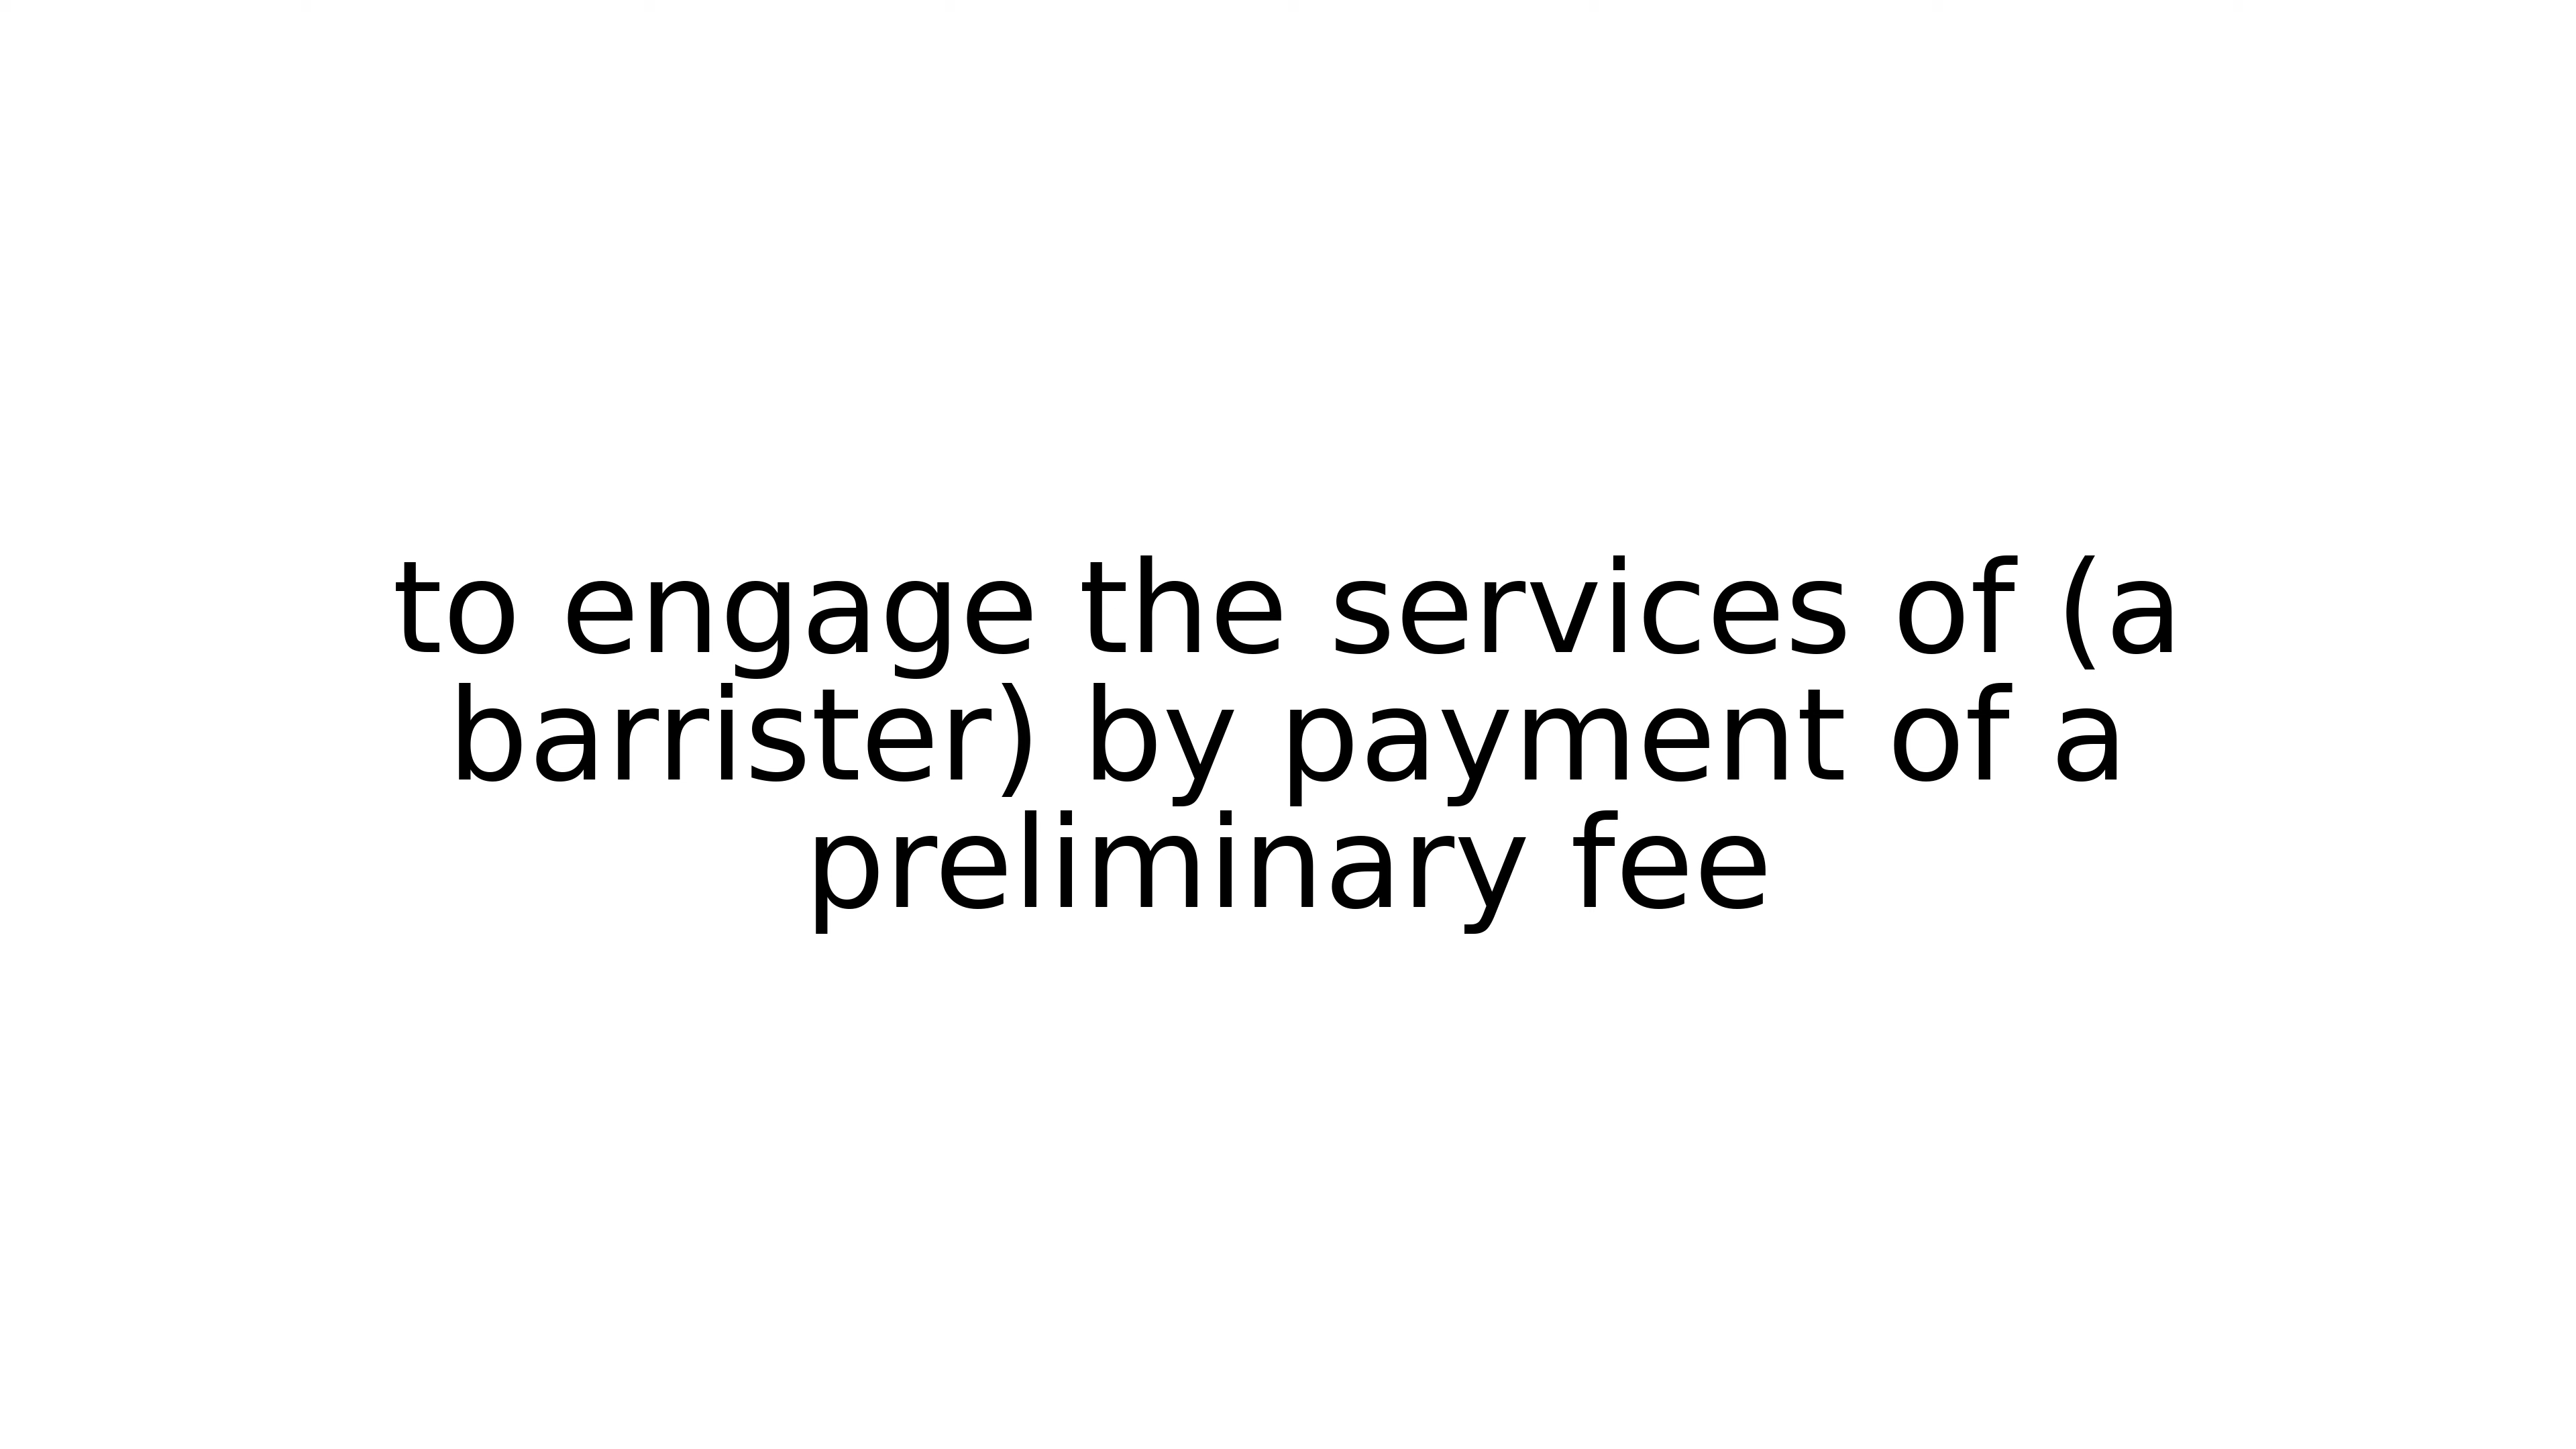 to engage the services of (a
barrister) by payment of a
preliminary fee